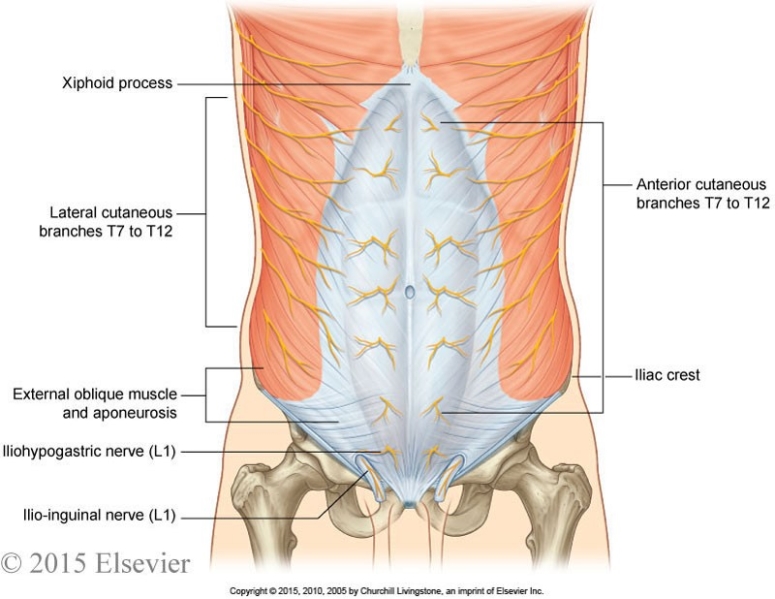 Xiphoid process
Lateral cutaneous
branches T7 to T12
Anterior cutaneous
branches T7 to T12
Iliac crest
External oblique muscle
and aponeurosis
Iliohypogastric nerve (L1)
Ilio-inguinal nerve (L1)
© 2015 Elsevier
Copyright © 2015, 2010, 2005 by Churchill Livingstone, an imprint of Elsevier Inc.